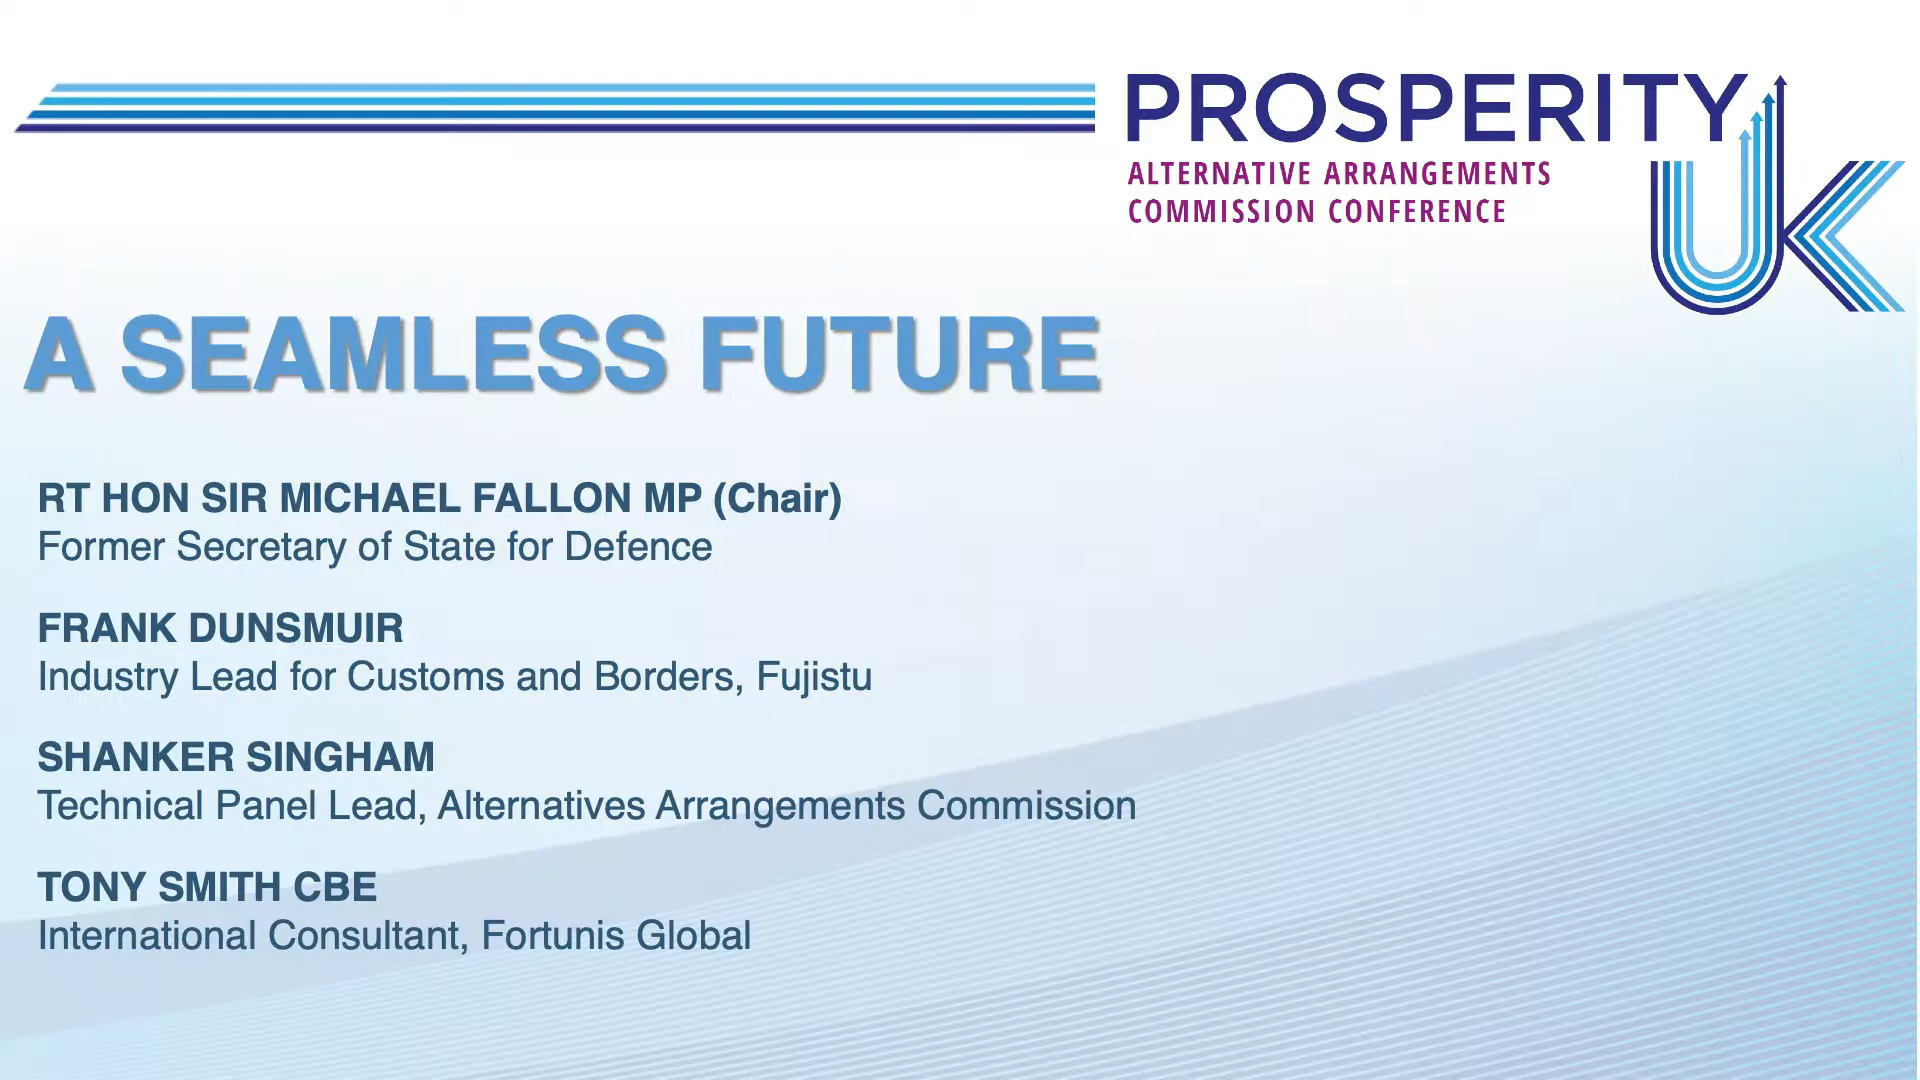 PROSPERITY
UK
ALTERNATIVE ARRANGEMENTS
COMMISSION CONFERENCE
A SEAMLESS FUTURE
RT HON SIR MICHAEL FALLON MP (Chair)
Former Secretary of State for Defence
FRANK DUNSMUIR
Industry Lead for Customs and Borders, Fujistu
SHANKER SINGHAM
Technical Panel Lead, Alternatives Arrangements Commission
TONY SMITH CBE
International Consultant, Fortunis Global